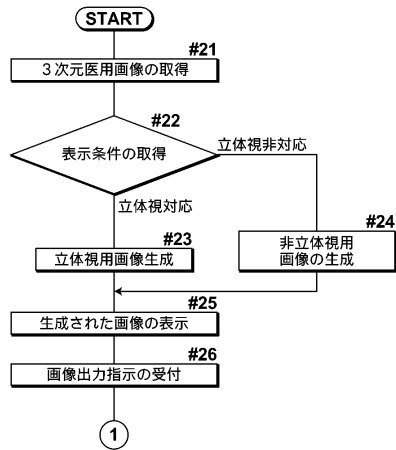 START
#21
3次元医用画像の取得
#22
表示条件の取得
立体視非対応
立体視対応
#23
立体視用画像生成
#24
非立体視用
画像の生成
#25
生成された画像の表示
#26
画像出力指示の受付
1